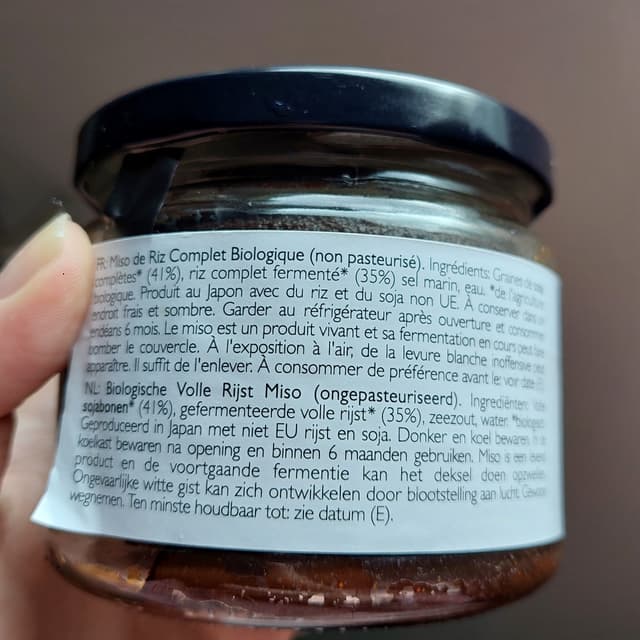 FR: Miso de Riz Complet Biologique (non pasteurisé). Ingrédients: Graines de
complètes* (41%), riz complet fermenté* (35%) sel marin, eau. *de l'agriculture
biologique. Produit au Japon avec du riz et du soja non UE. À conserver dans un
endroit frais et sombre. Garder au réfrigérateur après ouverture et consommer
endéans 6 mois. Le miso est un produit vivant et sa fermentation en cours peut faire
bomber le couvercle. À l'exposition à l'air, de la levure blanche inoffensive peut
apparaître. Il suffit de l'enlever. À consommer de préférence avant le: voir date (E).
NL: Biologische Volle Rijst Miso (ongepasteuriseerd). Ingrediënten:
sojabonen* (41%), gefermenteerde volle rijst* (35%), zeezout, water.
Geproduceerd in Japan met niet EU rijst en soja. Donker en koel bewaren. In de
koelkast bewaren na opening en binnen 6 maanden gebruiken. Miso is een
product en de voortgaande fermentie kan het deksel doen opzwellen.
Ongevaarlijke witte gist kan zich ontwikkelen door blootstelling aan lucht. Gewoon
wegnemen. Ten minste houdbaar tot: zie datum (E).